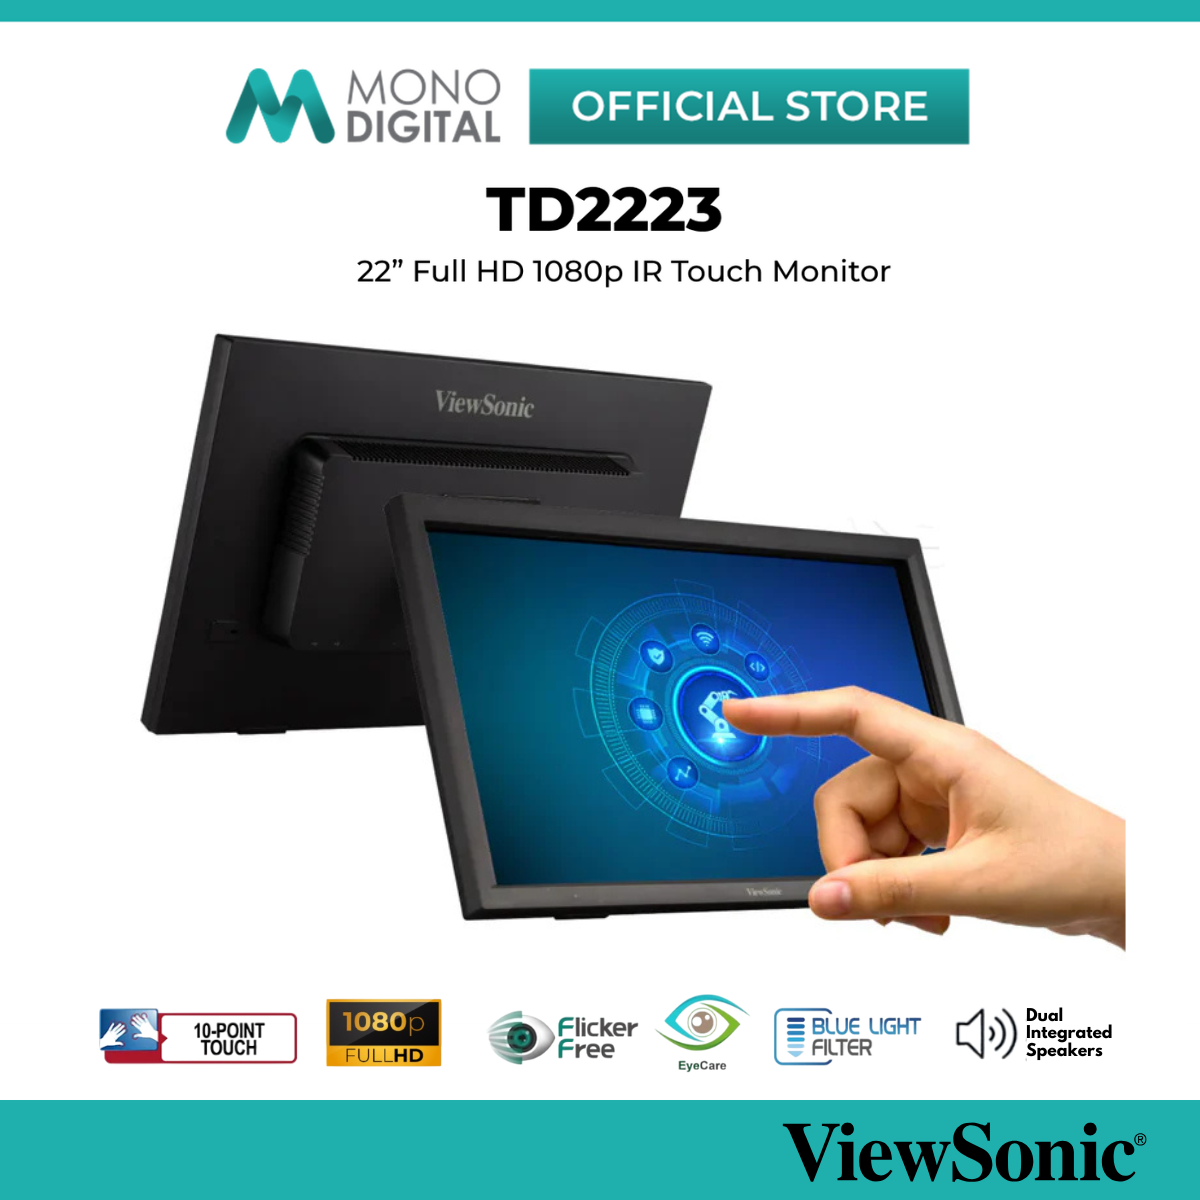 MONO
DIGITAL
OFFICIAL STORE
TD2223
22” Full HD 1080p IR Touch Monitor
ViewSonic
ViewSonic
10-POINT
TOUCH
1080p
FULLHD
Flicker
Free
EyeCare
BLUE LIGHT
FILTER
Dual
Integrated
Speakers
ViewSonic®